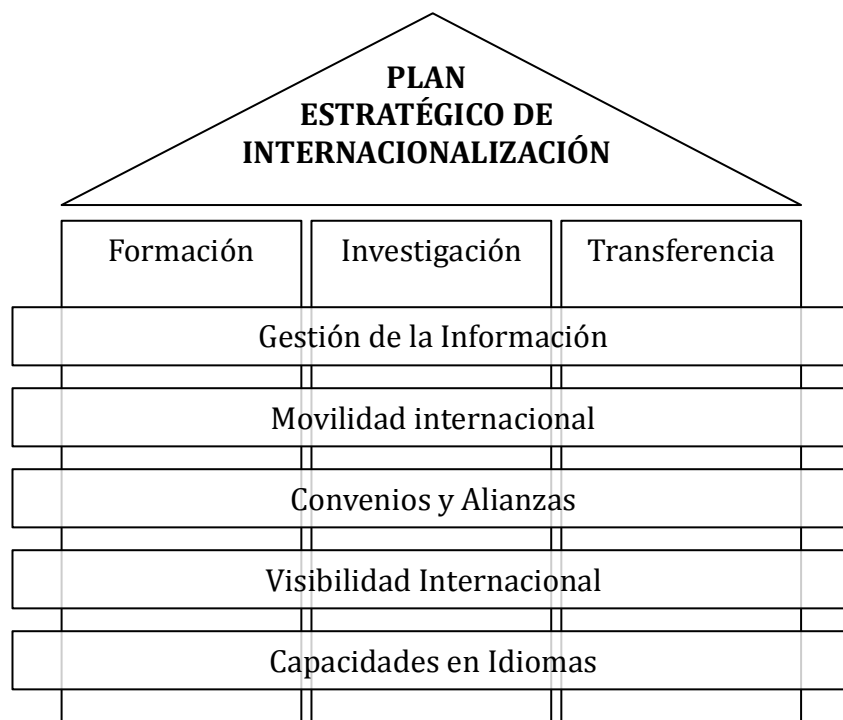 PLAN
ESTRATÉGICO DE
INTERNACIONALIZACIÓN
Formación
Investigación
Transferencia
Gestión de la Información
Movilidad internacional
Convenios y Alianzas
Visibilidad Internacional
Capacidades en Idiomas